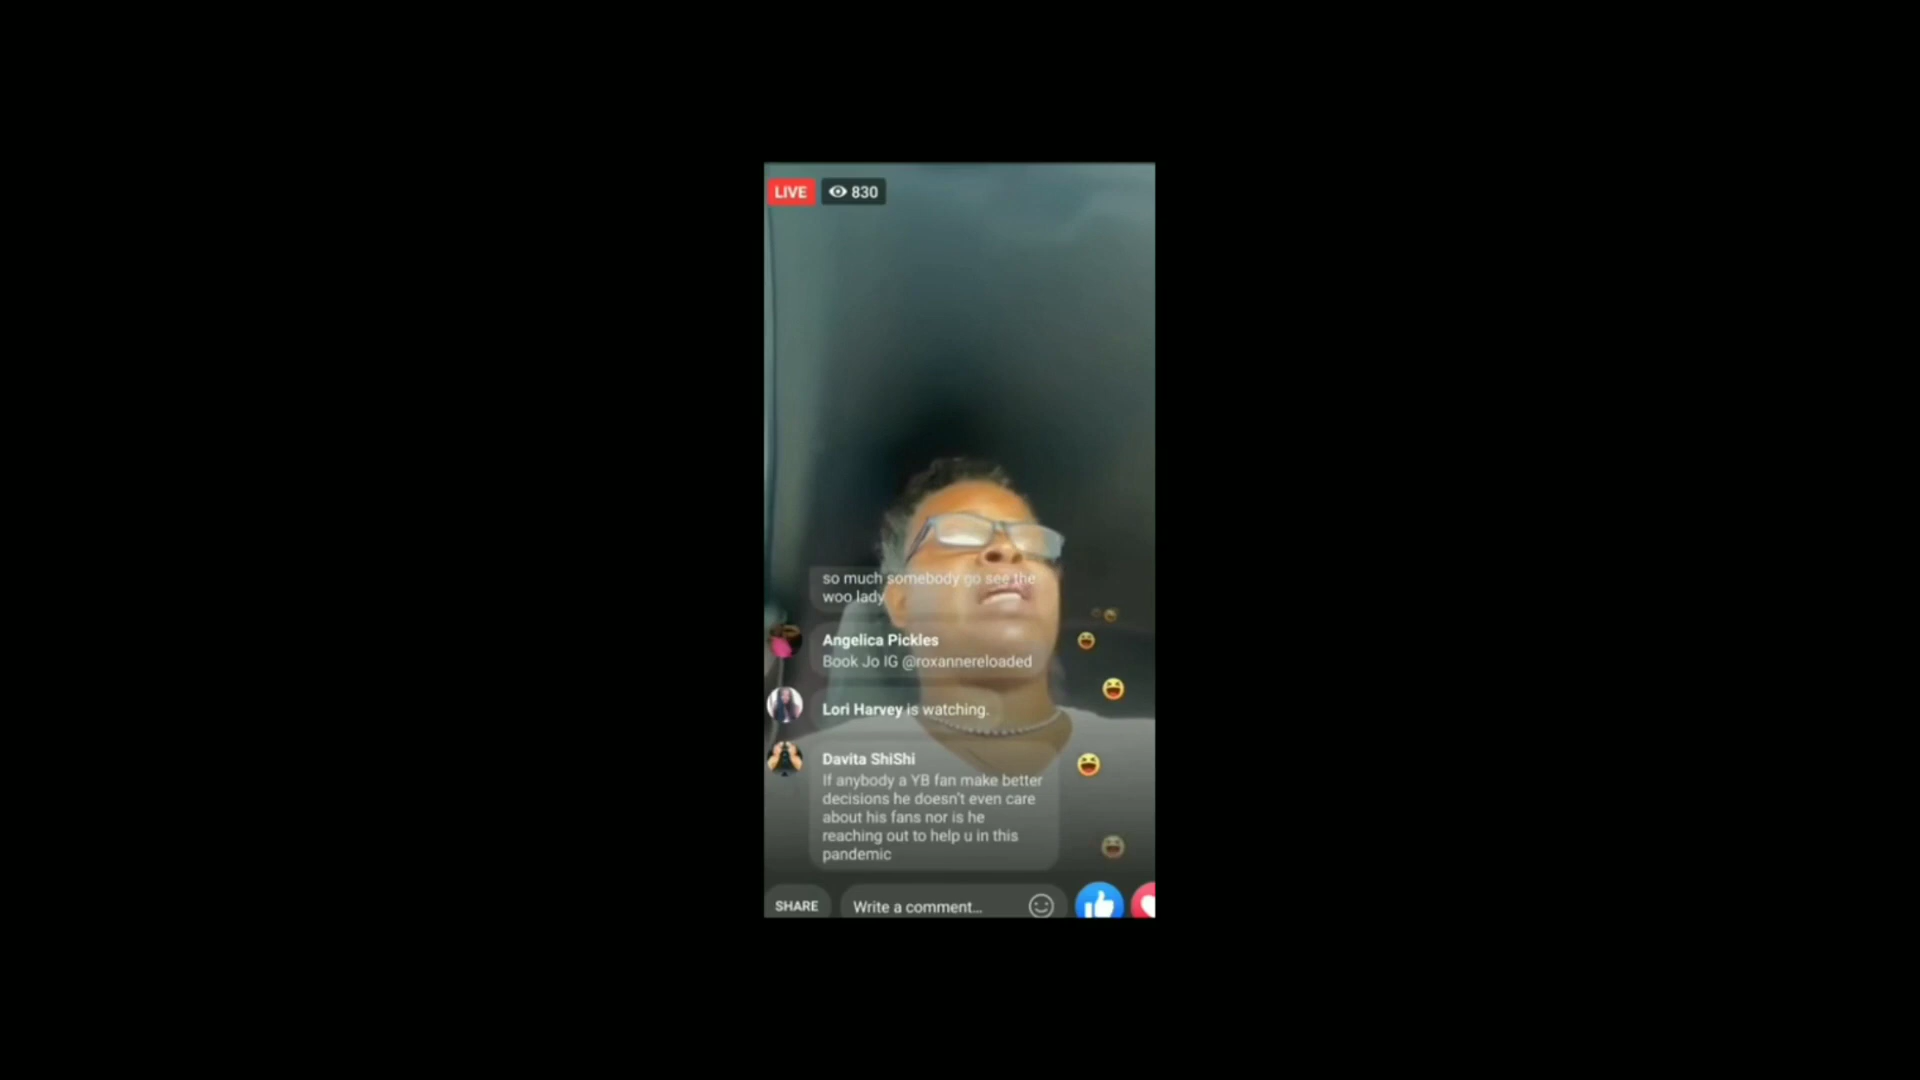 LIVE 830
so much somebody go see the
woo lady
Angelica Pickles
Book Jo IG @roxannereloaded
Lori Harvey is watching.
Davita ShiShi
If anybody a YB fan make better
decisions he doesn't even care
about his fans nor is he
reaching out to help u in this
pandemic
SHARE Write a comment...